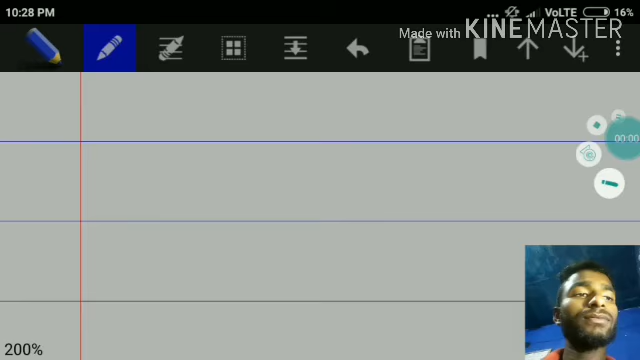 10:28 PM
... VoLTE 16%
Made with KINEMASTER
00:00
200%